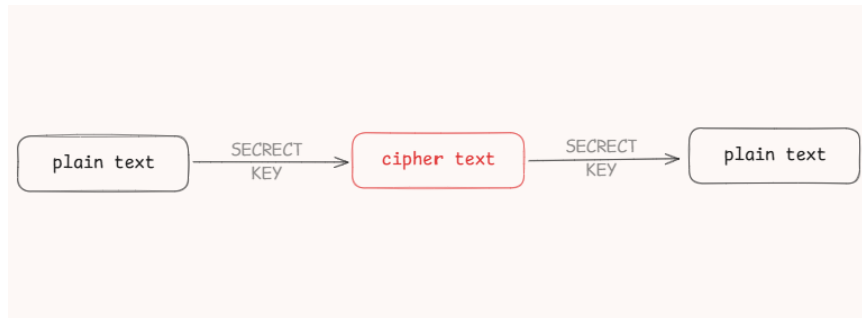 plain text
SECRECT
KEY
cipher text
SECRECT
KEY
plain text